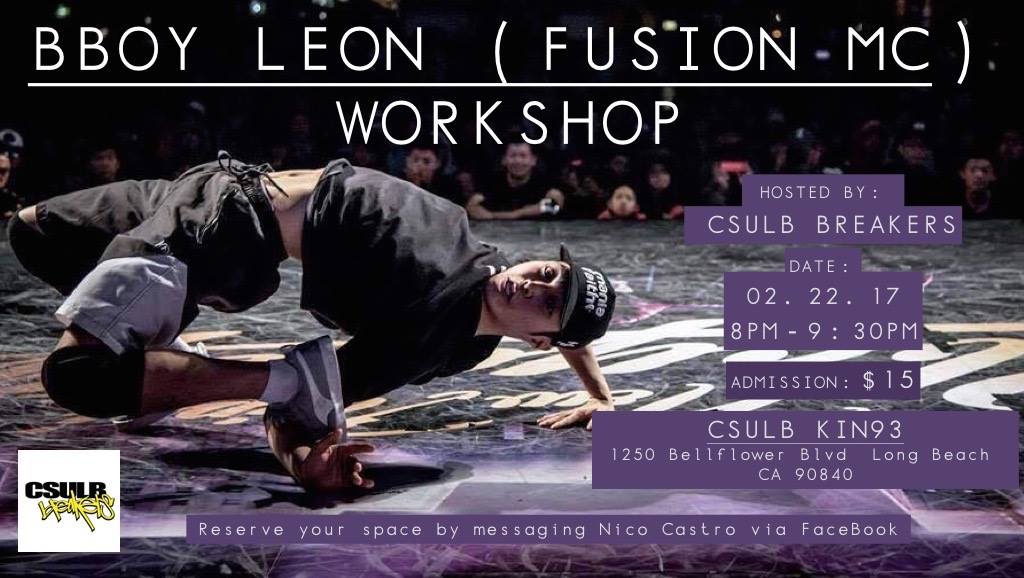 BBOY LEON (FUSION MC)
WORKSHOP
HOSTED BY:
CSULB BREAKERS
DATE:
02. 22. 17
8PM-9:30PM
ADMISSION: $15
CSULB KIN93
1250 Bellflower Blvd Long Beach
CA 90840
CSULB
breakers
Reserve your space by messaging Nico Castro via FaceBook